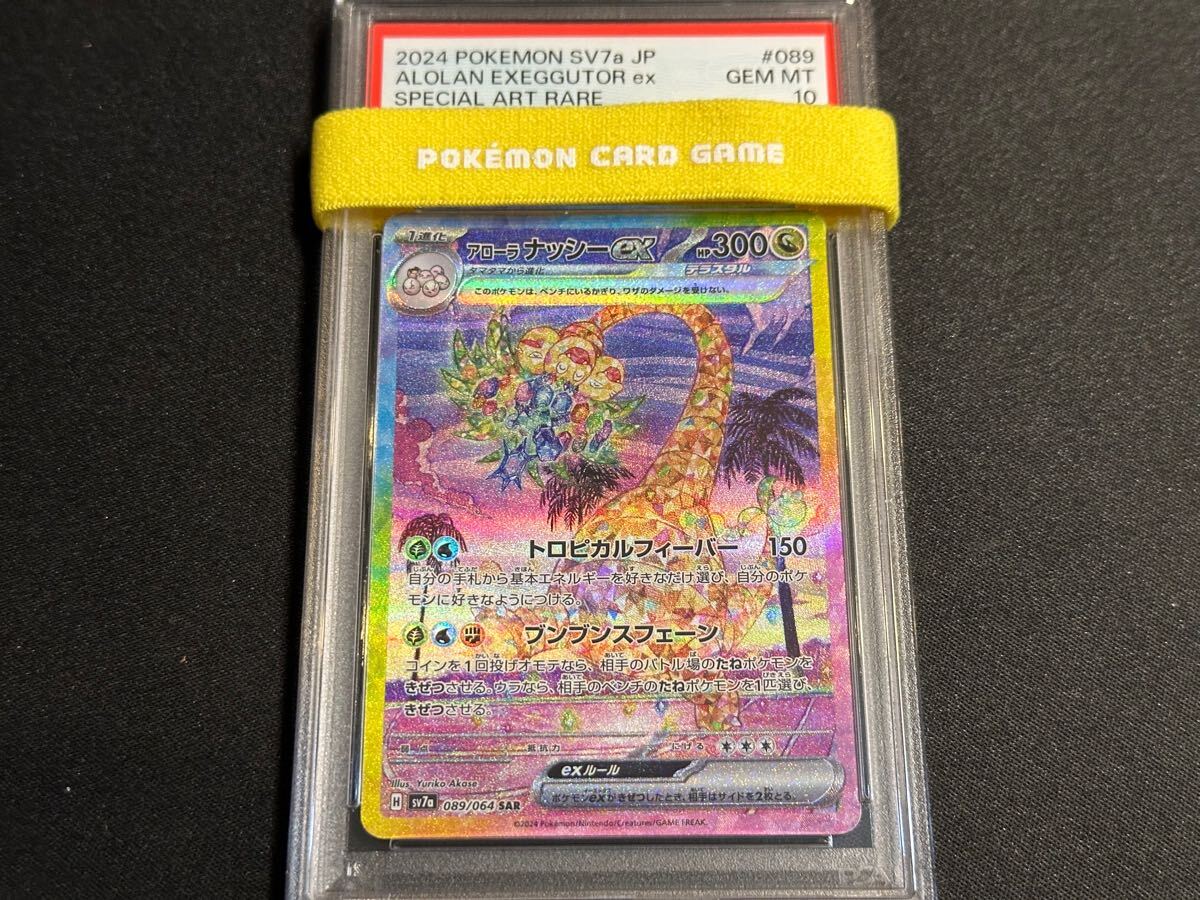 2024 POKEMON SV7a JP #089
ALOLAN EXEGGUTOR ex GEM MT
SPECIAL ART RARE 10
POKÉMON CARD GAME
1進化 アローラ ナッシーex HP300
タマタマから進化 テラスタル
このポケモンは、ベンチにいるかぎり、ワザのダメージを受けない。
トロピカルフィーバー 150
自分の手札から基本エネルギーを好きなだけ選び、自分のポケ
モンに好きなようにつける。
ブンブンスフェーン
コインを1回投げオモテなら、相手のバトル場のたねポケモンを
きぜつさせる。ウラなら、相手のベンチのたねポケモンを1匹選び、
きぜつさせる。
弱点 抵抗力 にげる
exルール
ポケモンexがきぜつしたとき、相手はサイドを2枚とる。
Illus. Yuriko Akase
H sv7a 089/064 SAR
©2024 Pokémon/Nintendo/Creatures/GAME FREAK.